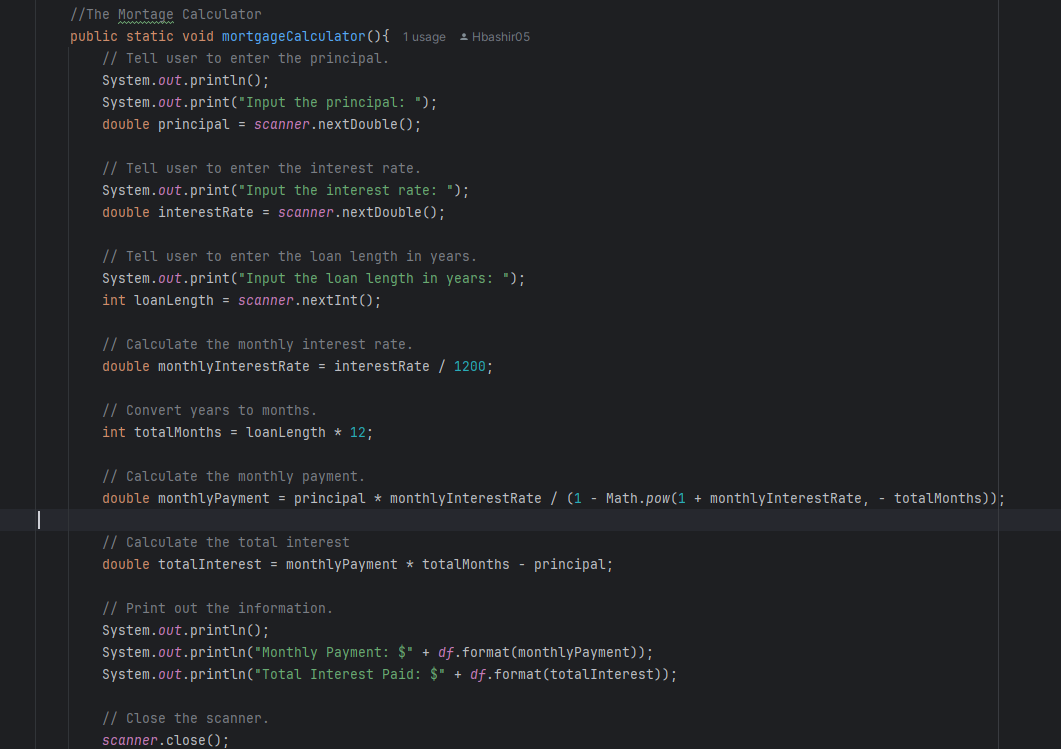 //The Mortage Calculator
public static void mortgageCalculator(){ 1 usage Hbashir05
// Tell user to enter the principal.
System.out.println();
System.out.print("Input the principal: ");
double principal = scanner.nextDouble();
// Tell user to enter the interest rate.
System.out.print("Input the interest rate: ");
double interestRate = scanner.nextDouble();
// Tell user to enter the loan length in years.
System.out.print("Input the loan length in years: ");
int loanLength = scanner.nextInt();
// Calculate the monthly interest rate.
double monthlyInterestRate = interestRate / 1200;
// Convert years to months.
int totalMonths = loanLength * 12;
// Calculate the monthly payment.
double monthlyPayment = principal * monthlyInterestRate / (1 - Math.pow(1 + monthlyInterestRate, - totalMonths));
// Calculate the total interest
double totalInterest = monthlyPayment * totalMonths - principal;
// Print out the information.
System.out.println();
System.out.println("Monthly Payment: $" + df.format(monthlyPayment));
System.out.println("Total Interest Paid: $" + df.format(totalInterest));
// Close the scanner.
scanner.close();